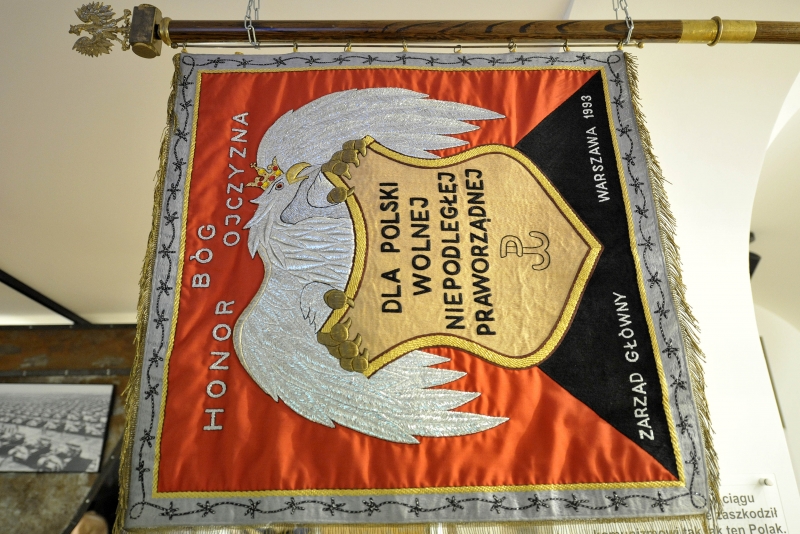 HONOR BÓG
OJCZYZNA
DLA POLSKI
WOLNEJ
NIEPODLEGŁEJ
PRAWORZĄDNEJ
ZARZĄD GŁÓWNY
WARSZAWA 1993
ciągu
zaszkodził
ten Polak.